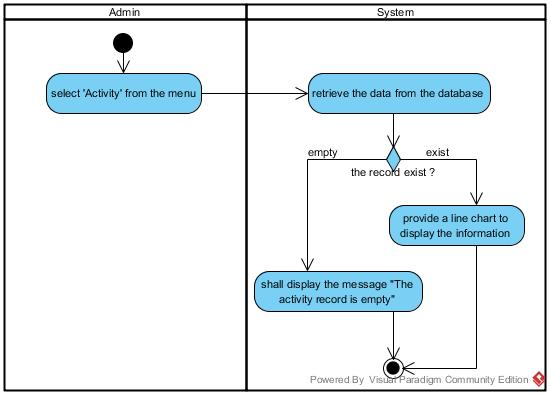 Admin
System
select 'Activity' from the menu
retrieve the data from the database
empty
exist
the record exist ?
provide a line chart to
display the information
shall display the message "The
activity record is empty"
Powered By Visual Paradigm Community Edition